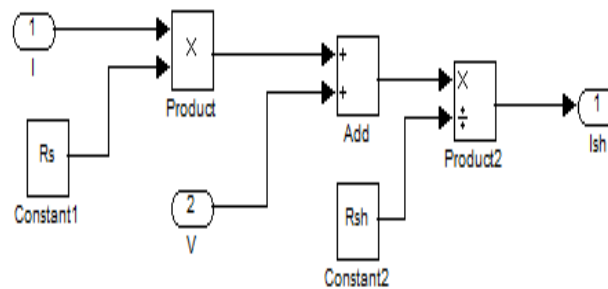 1
I
×
Product
Rs
Constant1
2
V
+
+
Add
×
÷
Product2
Rsh
Constant2
1
Ish